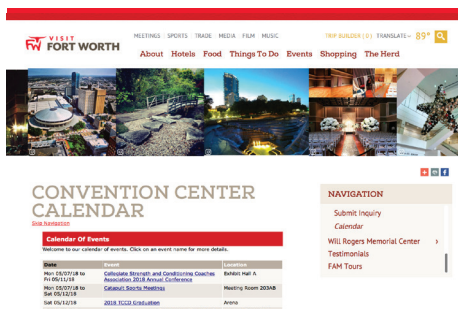 MEETINGS SPORTS TRADE MEDIA FILM MUSIC
TRIP BUILDER [0] TRANSLATE 89°
VISIT
FORT WORTH
About Hotels Food Things To Do Events Shopping The Herd
CONVENTION CENTER
CALENDAR
Skip Navigation
Calendar Of Events
Welcome to our calendar of events. Click on an event name for more details.
Date Event Location
Mon 05/07/18 to Collegiate Strength and Conditioning Coaches Exhibit Hall A
Fri 05/11/18 Association 2018 Annual Conference
Mon 05/07/18 to Catapult Sports Meetings Meeting Room 203AB
Sat 05/12/18
Sat 05/12/18 2018 TCCD Graduation Arena
NAVIGATION
Submit Inquiry
Calendar
Will Rogers Memorial Center
Testimonials
FAM Tours